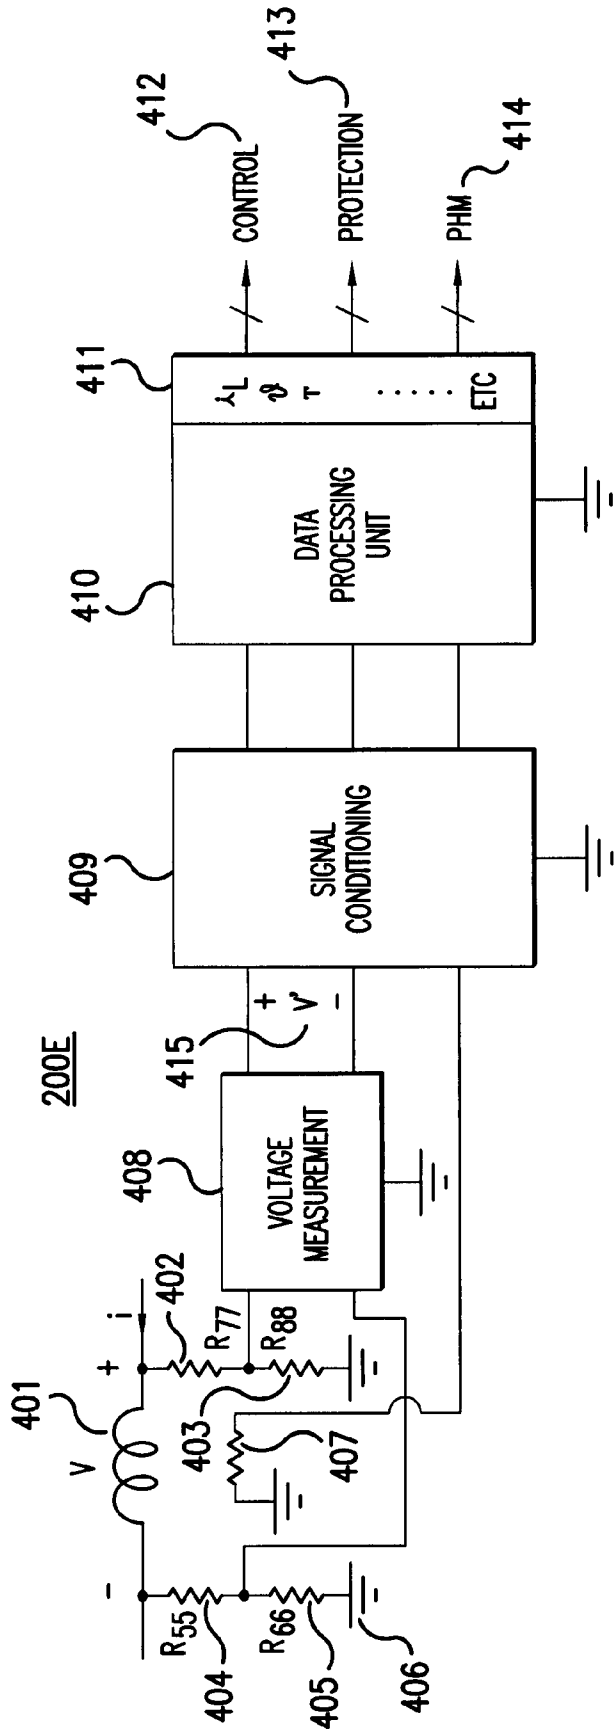 200E
401
V
-
+
i
402
R77
R88
403
407
R55
404
R66
405
406
408
VOLTAGE
MEASUREMENT
415
+
V'
-
409
SIGNAL
CONDITIONING
410
DATA
PROCESSING
UNIT
411
iL
ϑ
T
.....
ETC
CONTROL
412
PROTECTION
413
PHM
414